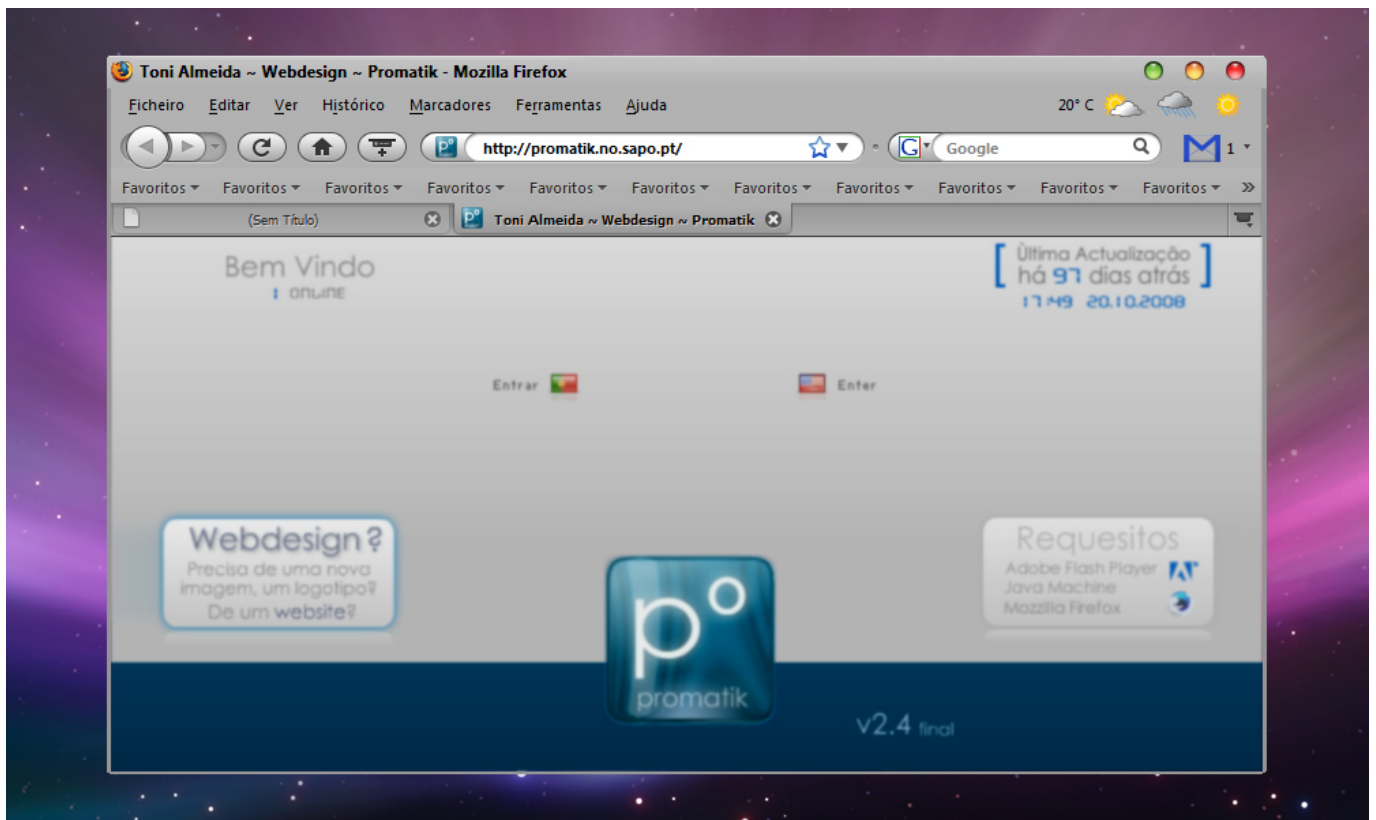 Toni Almeida ~ Webdesign ~ Promatik - Mozilla Firefox
Ficheiro Editar Ver Histórico Marcadores Ferramentas Ajuda 20° C
http://promatik.no.sapo.pt/ G Google 1
Favoritos Favoritos Favoritos Favoritos Favoritos Favoritos Favoritos Favoritos Favoritos Favoritos Favoritos »
(Sem Título) Toni Almeida ~ Webdesign ~ Promatik
Bem Vindo
1 ONLINE
[ Ùltima Actualização
há 97 dias atrás ]
17:49 20.10.2008
Entrar Enter
Webdesign?
Precisa de uma nova
imagem, um logotipo?
De um website?
Requesitos
Adobe Flash Player
Java Machine
Mozzilla Firefox
p°
promatik
v2.4 final